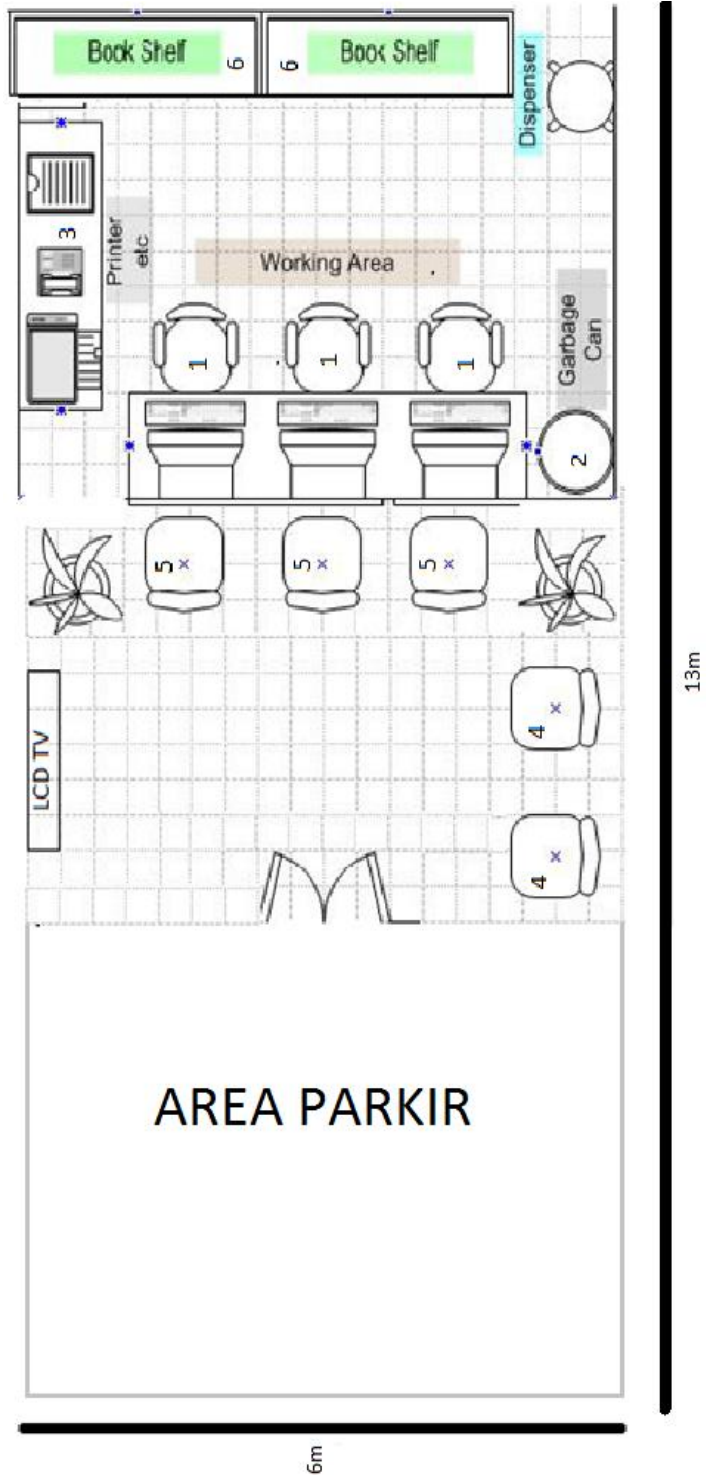 Book Shelf
6
6
Book Shelf
Dispenser
3
Printer
etc
Working Area
1
1
1
Garbage
Can
2
5
5
5
LCD TV
4
4
AREA PARKIR
13m
6m